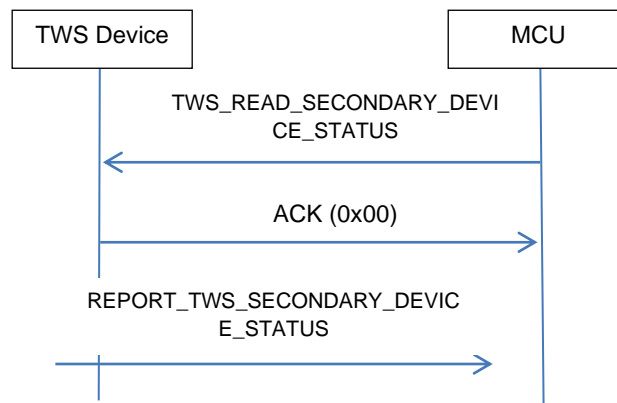 TWS Device
MCU
TWS_READ_SECONDARY_DEVI
CE_STATUS
ACK (0x00)
REPORT_TWS_SECONDARY_DEVIC
E_STATUS